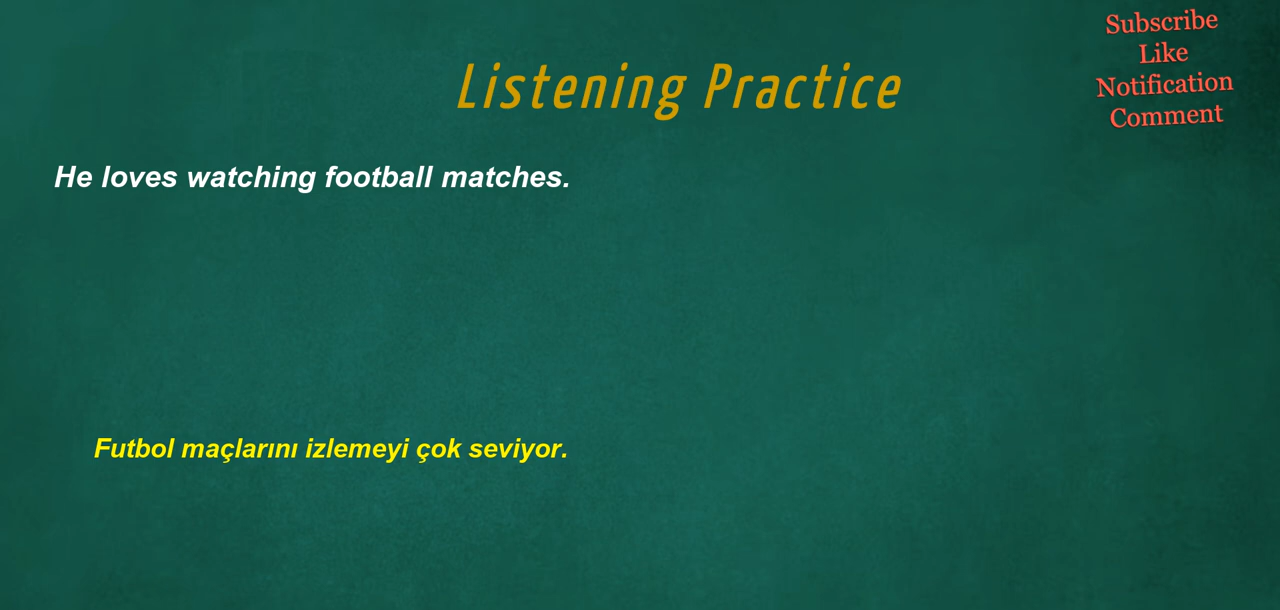 Subscribe
Like
Notification
Comment
Listening Practice
He loves watching football matches.
Futbol maçlarını izlemeyi çok seviyor.